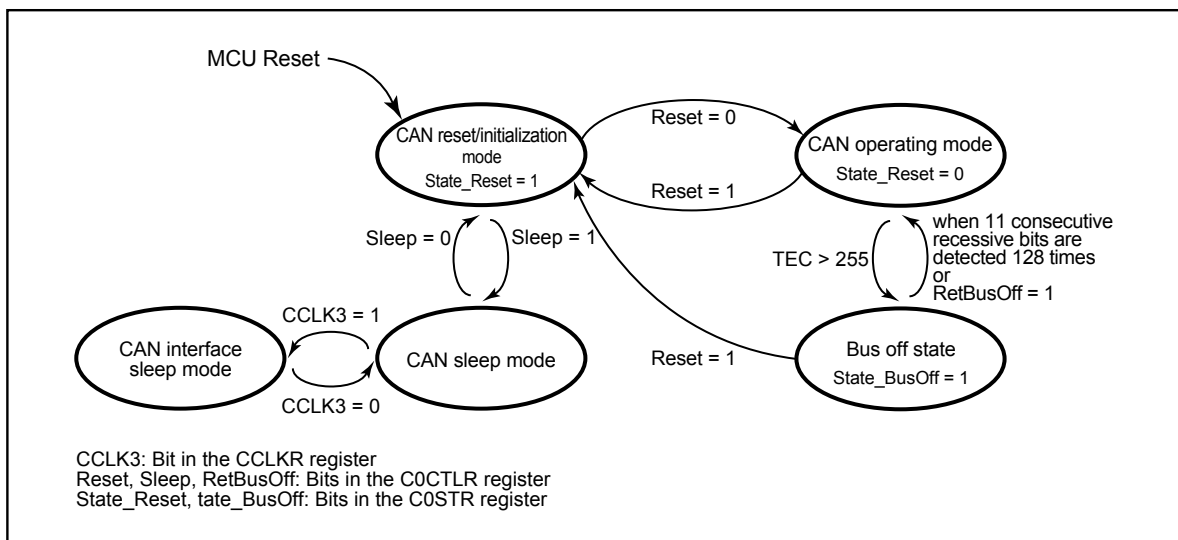 MCU Reset
CAN reset/initialization
mode
State_Reset = 1
Reset = 0
CAN operating mode
State_Reset = 0
Reset = 1
Sleep = 0
Sleep = 1
TEC > 255
when 11 consecutive
recessive bits are
detected 128 times
or
RetBusOff = 1
CCLK3 = 1
CAN interface
sleep mode
CAN sleep mode
CCLK3 = 0
Reset = 1
Bus off state
State_BusOff = 1
CCLK3: Bit in the CCLKR register
Reset, Sleep, RetBusOff: Bits in the C0CTLR register
State_Reset, tate_BusOff: Bits in the C0STR register